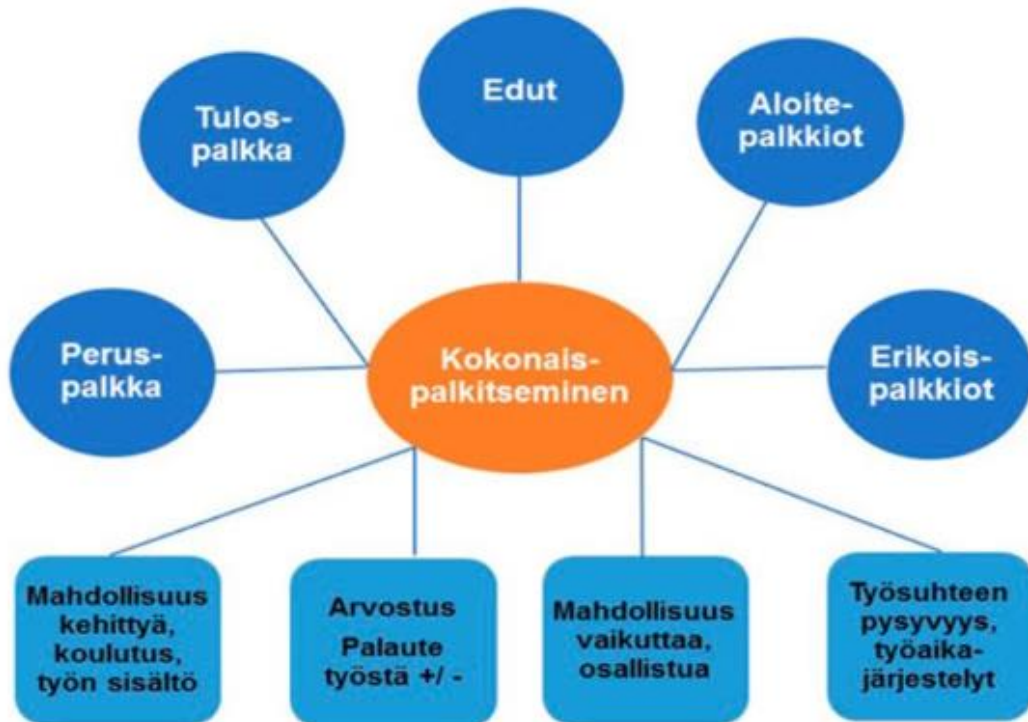 Edut
Tulos-
palkka
Aloite-
palkkiot
Perus-
palkka
Kokonais-
palkitseminen
Erikois-
palkkiot
Mahdollisuus
kehittyä,
koulutus,
työn sisältö
Arvostus
Palaute
työstä +/ -
Mahdollisuus
vaikuttaa,
osallistua
Työsuhteen
pysyvyys,
työaika-
järjestelyt